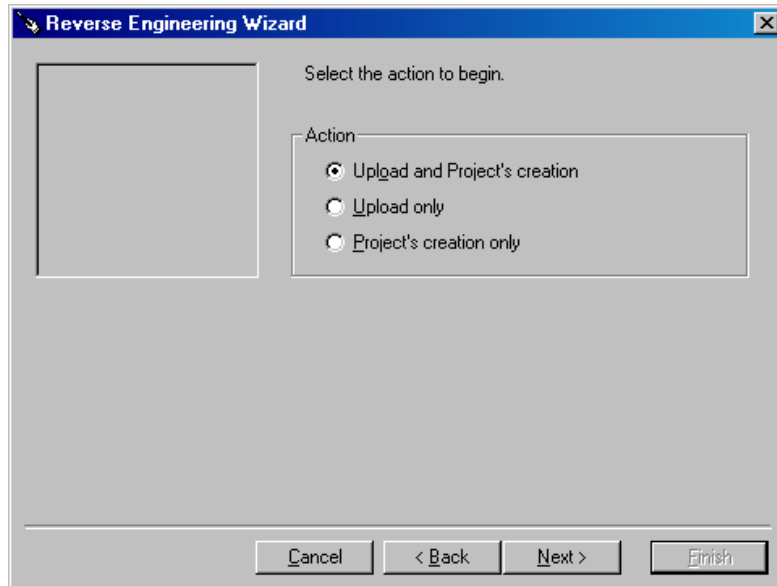 Reverse Engineering Wizard
Select the action to begin.
Action
Upload and Project's creation
Upload only
Project's creation only
Cancel
< Back
Next >
Finish